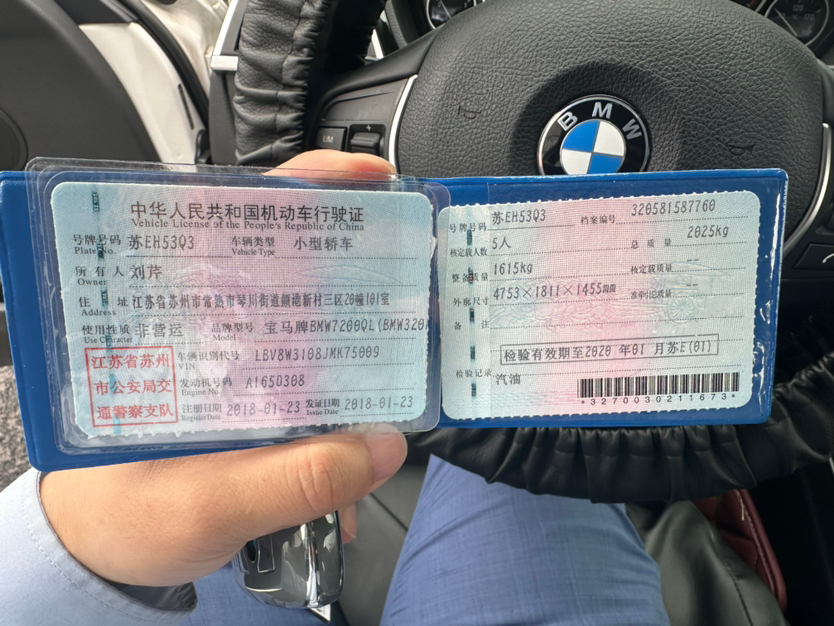 BMW
中华人民共和国机动车行驶证
Vehicle License of the People's Republic of China
号牌号码 苏EH53Q3 车辆类型 小型轿车
Plate No. Vehicle Type
所有人 刘芹
Owner
住址 江苏省苏州市常熟市琴川街道颜港新村三区20幢101室
Address
使用性质 非营运 品牌型号 宝马牌BMW7200QL(BMW320
Use Character Model
江苏省苏州
市公安局交
通警察支队
车辆识别代号 LBV8W3108JMK75009
VIN
发动机号码 A165D308
Engine No.
注册日期 2018-01-23 发证日期 2018-01-23
Register Date Issue Date
号牌号码 苏EH53Q3 档案编号 320581587760
核定载人数 5人 总质量 2025kg
整备质量 1615kg 核定载质量 --
外廓尺寸 4753×1811×1455mm 准牵引总质量 --
备注
检验有效期至2020年01月苏E(01)
检验记录
汽油
*3270030211673*